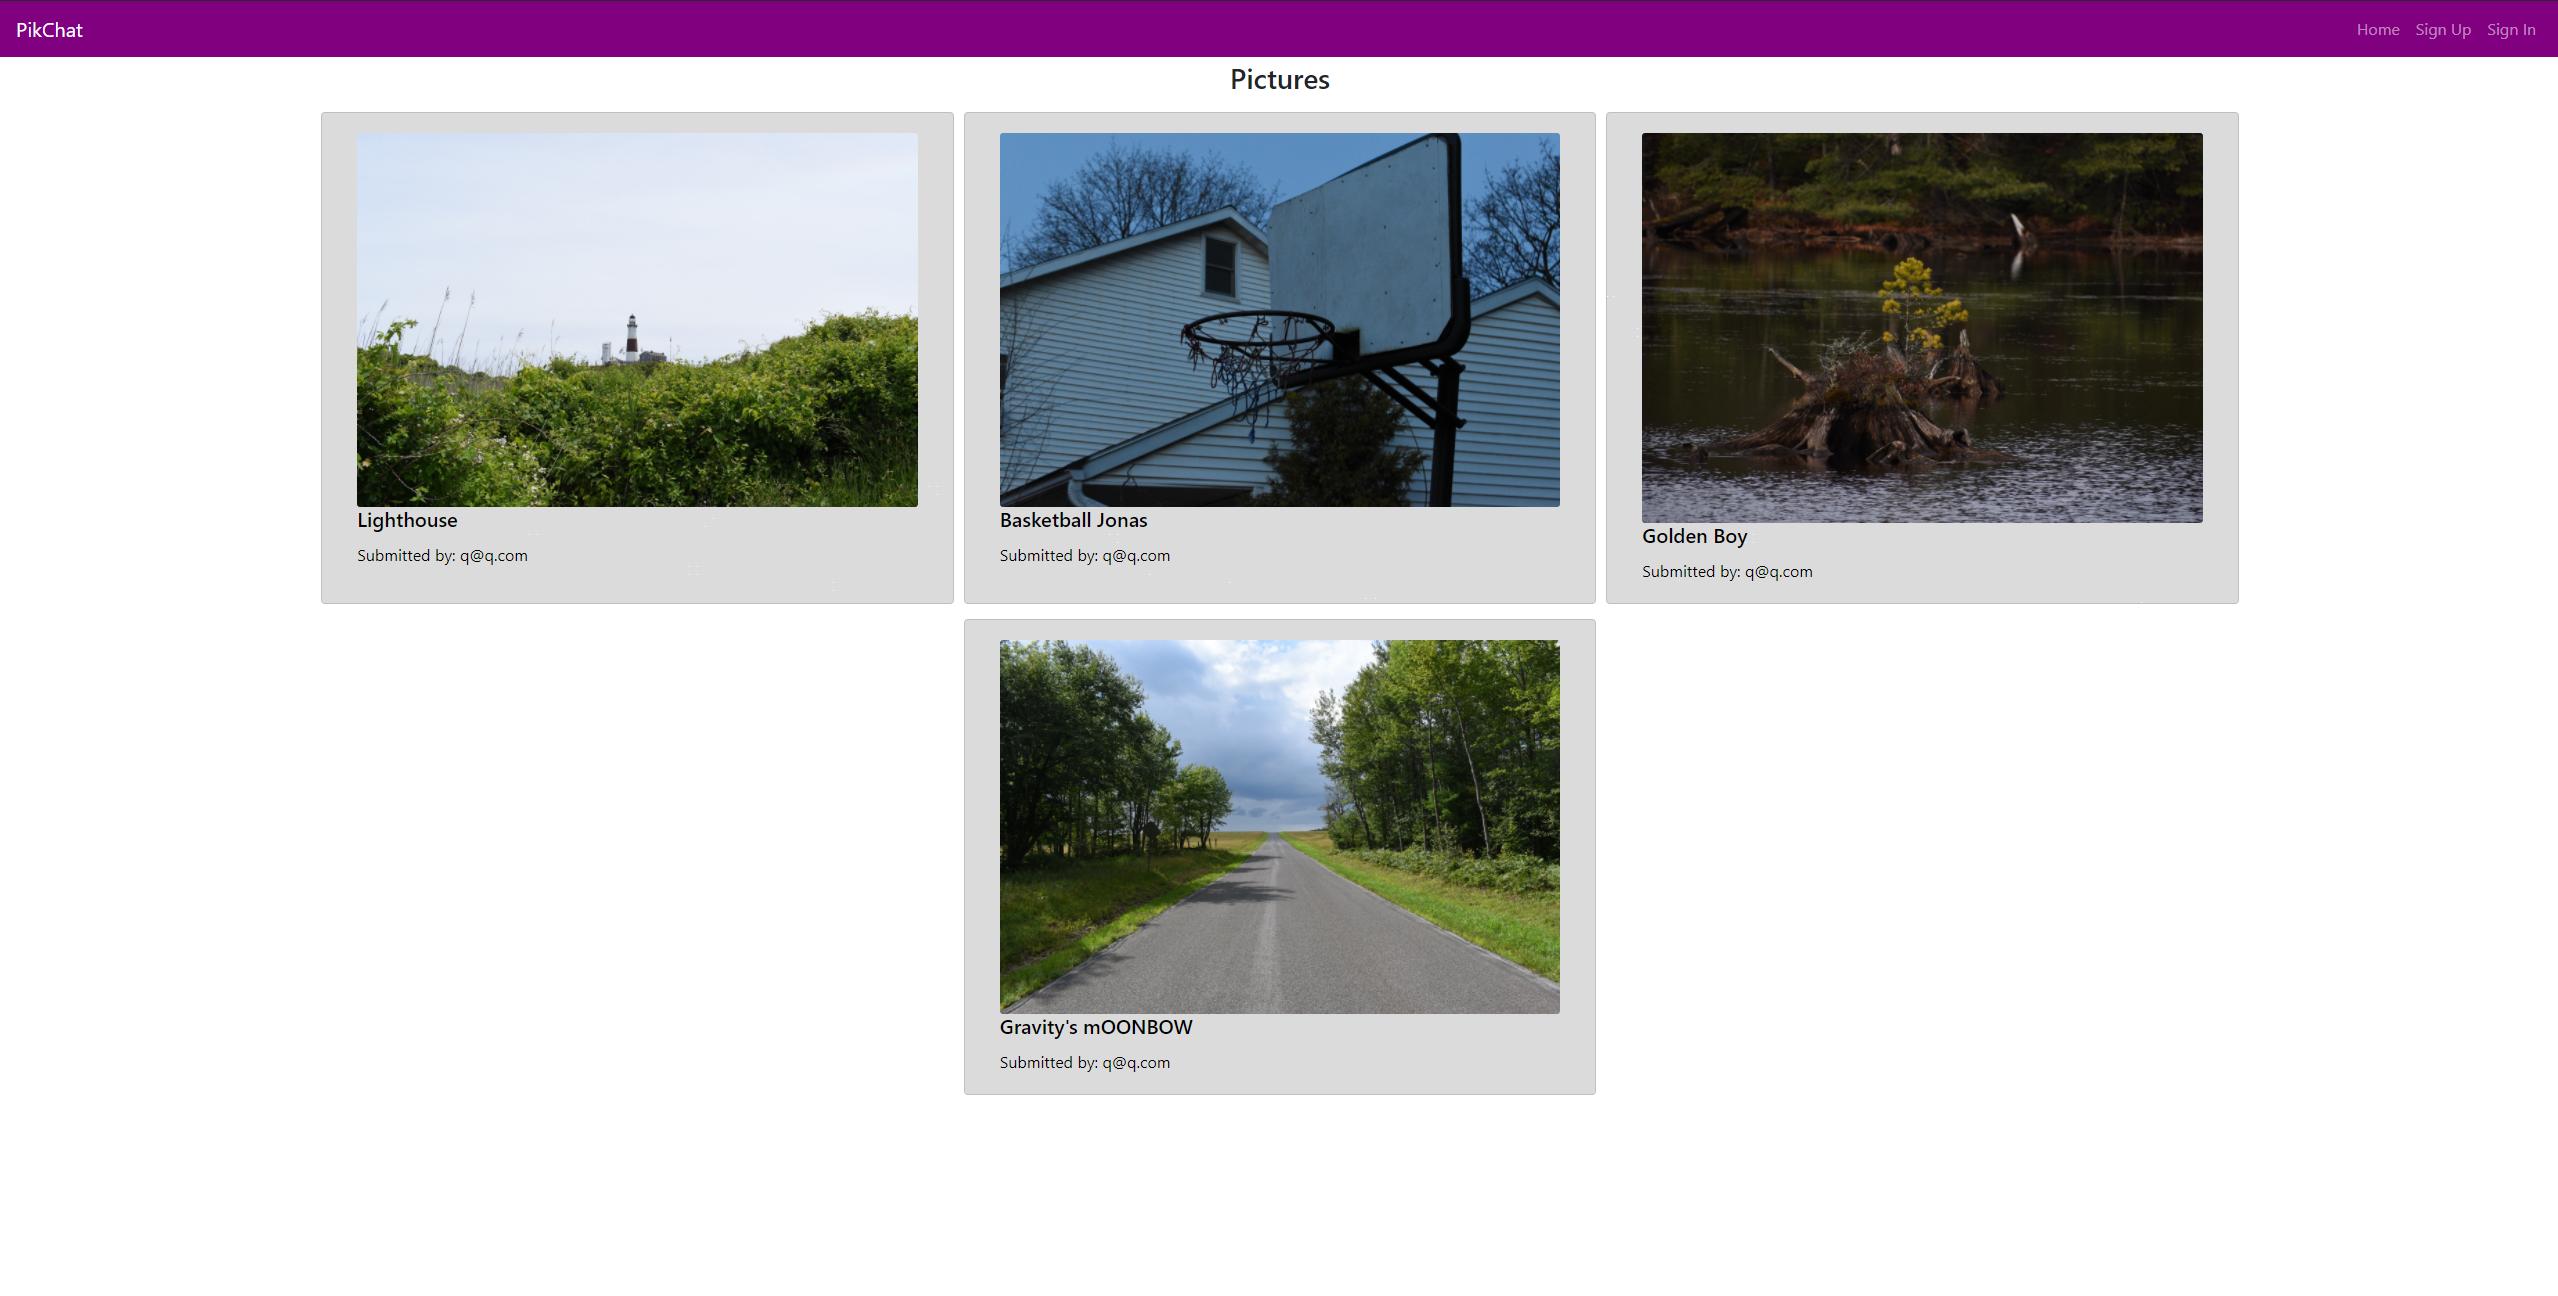 PikChat
Home Sign Up Sign In
Pictures
Lighthouse
Submitted by: q@q.com
Basketball Jonas
Submitted by: q@q.com
Golden Boy
Submitted by: q@q.com
Gravity's mOONBOW
Submitted by: q@q.com